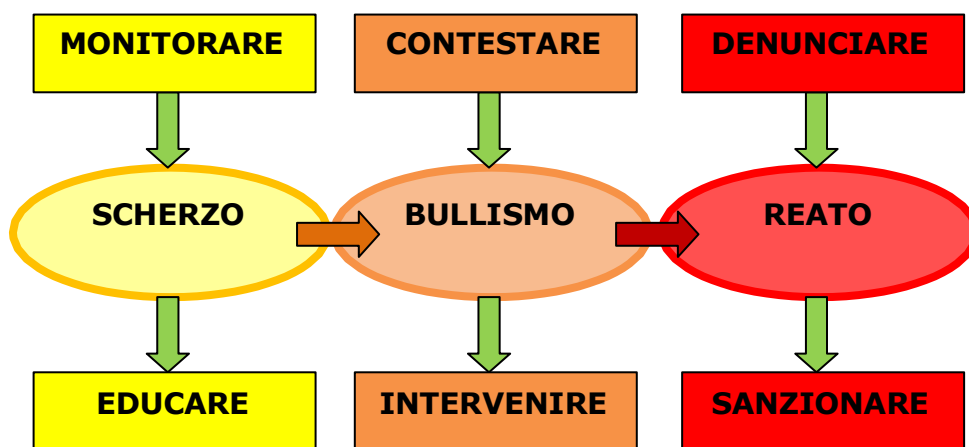 MONITORARE CONTESTARE DENUNCIARE
SCHERZO BULLISMO REATO
EDUCARE INTERVENIRE SANZIONARE